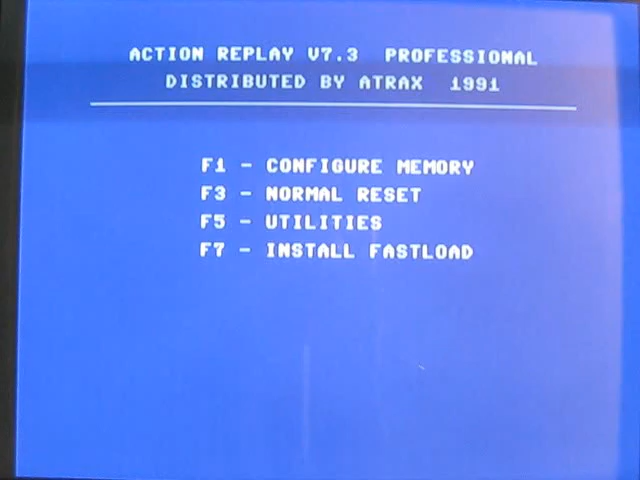 ACTION REPLAY V7.3 PROFESSIONAL
DISTRIBUTED BY ATRAX 1991
F1 - CONFIGURE MEMORY
F3 - NORMAL RESET
F5 - UTILITIES
F7 - INSTALL FASTLOAD